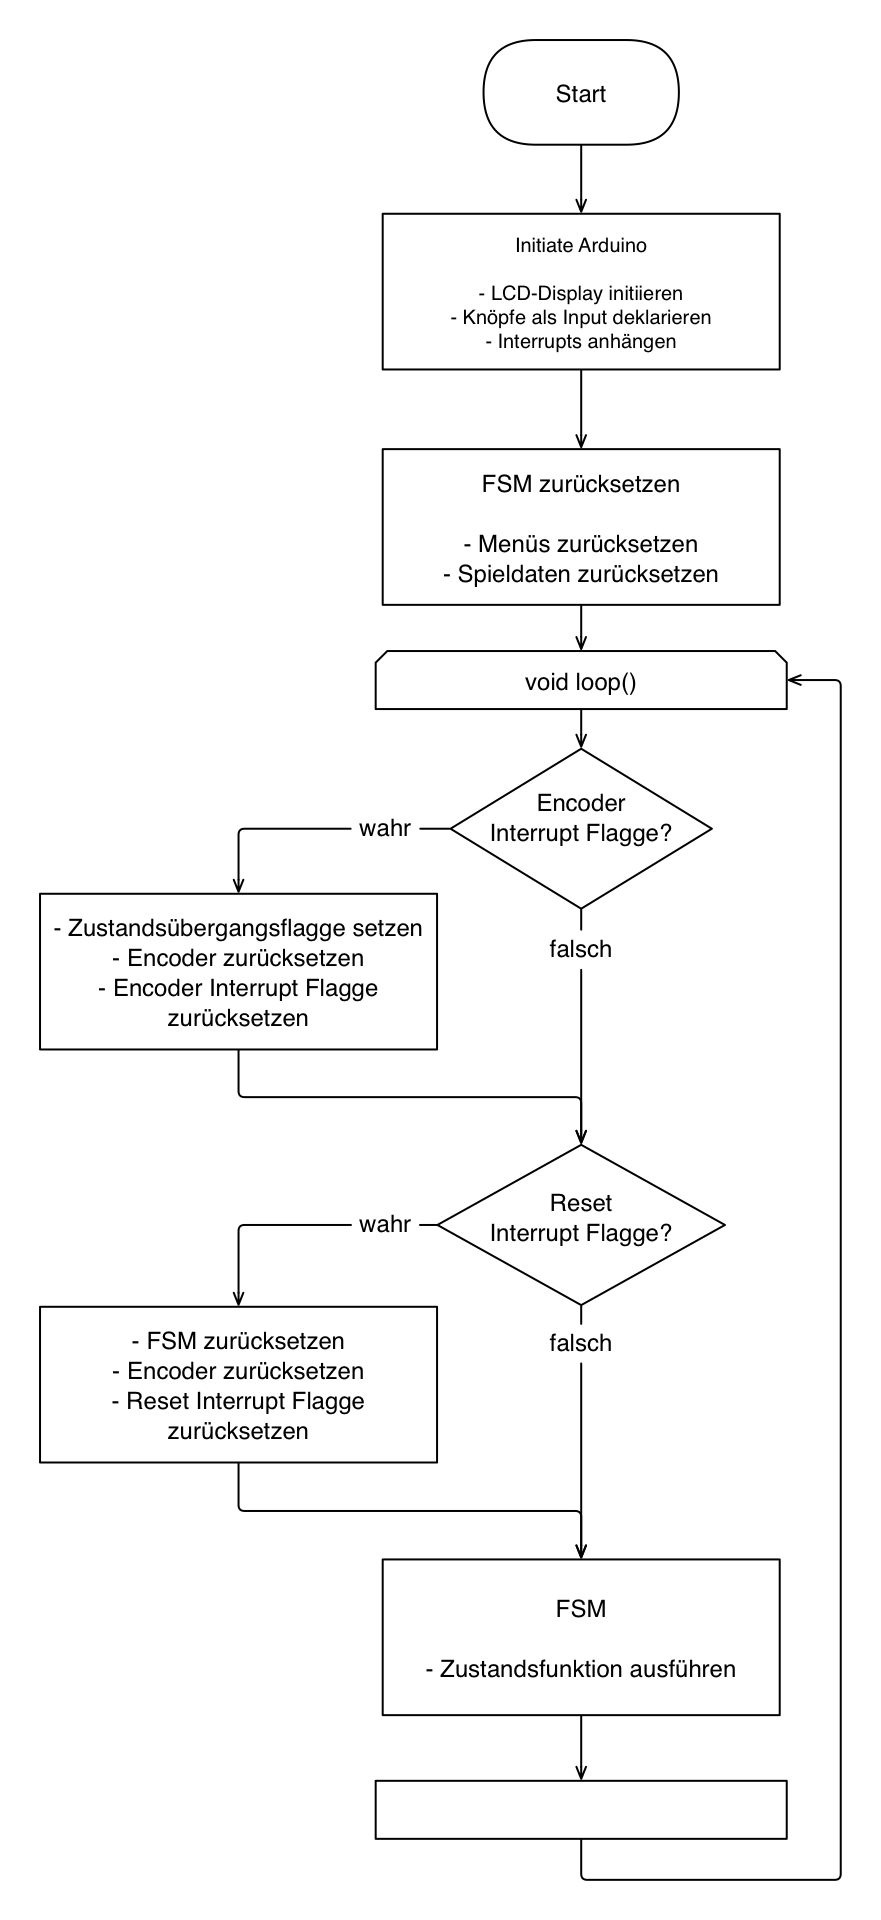 Start
Initiate Arduino
- LCD-Display initiieren
- Knöpfe als Input deklarieren
- Interrupts anhängen
FSM zurücksetzen
- Menüs zurücksetzen
- Spieldaten zurücksetzen
void loop()
Encoder
Interrupt Flagge?
wahr
falsch
- Zustandsübergangsflagge setzen
- Encoder zurücksetzen
- Encoder Interrupt Flagge
zurücksetzen
Reset
Interrupt Flagge?
wahr
falsch
- FSM zurücksetzen
- Encoder zurücksetzen
- Reset Interrupt Flagge
zurücksetzen
FSM
- Zustandsfunktion ausführen